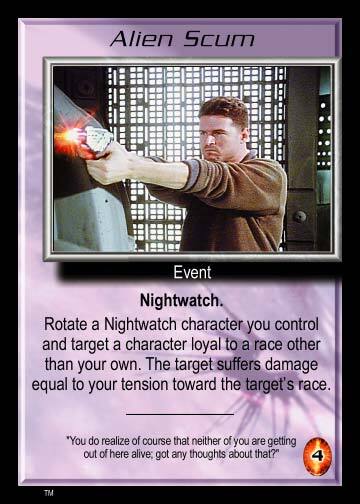 Alien Scum
Event
Nightwatch.
Rotate a Nightwatch character you control
and target a character loyal to a race other
than your own. The target suffers damage
equal to your tension toward the target's race.
"You do realize of course that neither of you are getting
out of here alive; got any thoughts about that?"
4
TM